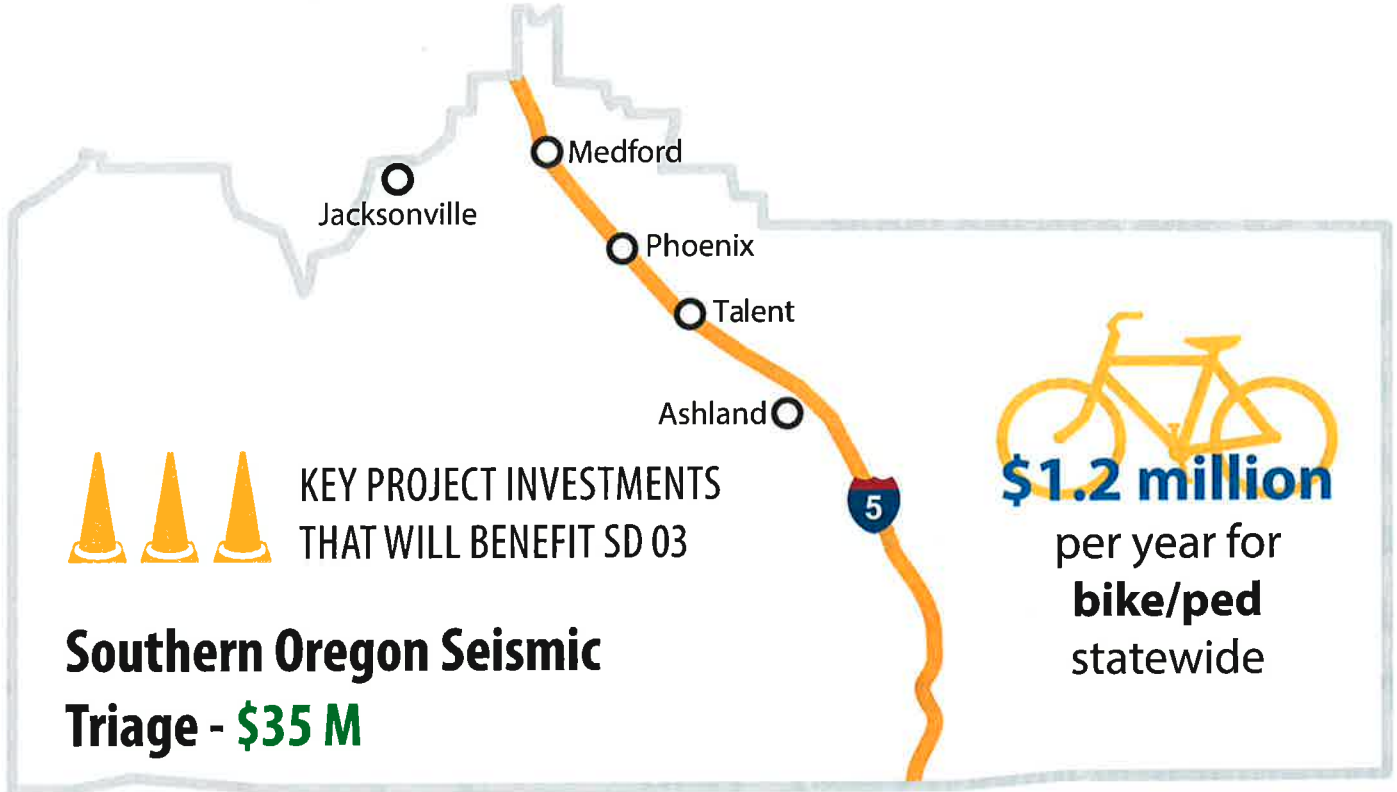 Medford
Jacksonville
Phoenix
Talent
Ashland
5
KEY PROJECT INVESTMENTS
THAT WILL BENEFIT SD 03
Southern Oregon Seismic
Triage - $35 M
$1.2 million
per year for
bike/ped
statewide